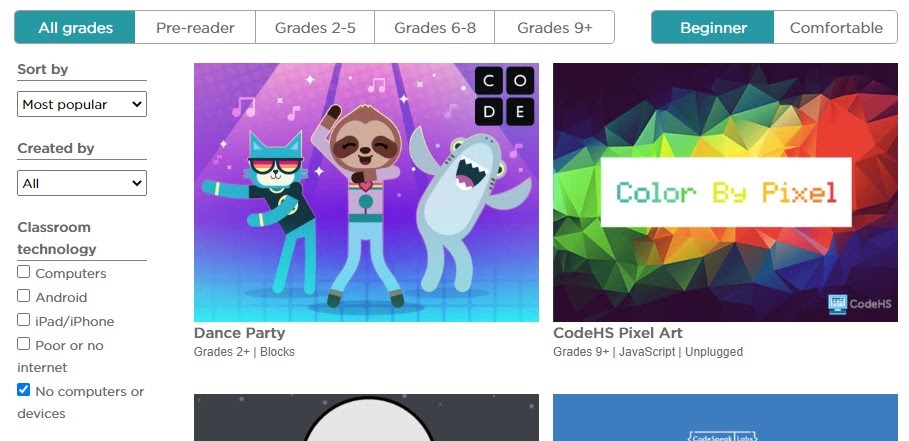 All grades Pre-reader Grades 2-5 Grades 6-8 Grades 9+ Beginner Comfortable
Sort by
Most popular
Created by
All
Classroom
technology
Computers
Android
iPad/iPhone
Poor or no
internet
No computers or
devices
C O
D E
Dance Party
Grades 2+ | Blocks
Color By Pixel
CodeHS
CodeHS Pixel Art
Grades 9+ | JavaScript | Unplugged
CodeSpeak Labs